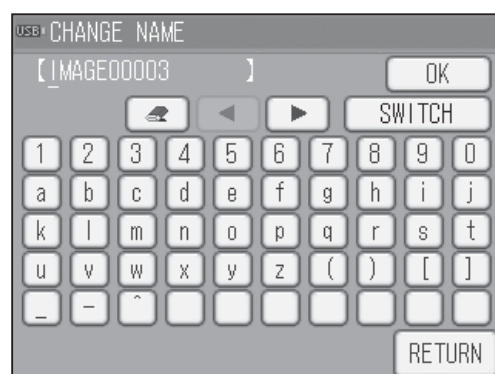 USB CHANGE NAME
[IMAGE00003 ]
OK
SWITCH
1 2 3 4 5 6 7 8 9 0
a b c d e f g h i j
k l m n o p q r s t
u v w x y z ( ) [ ]
_ - ^
RETURN